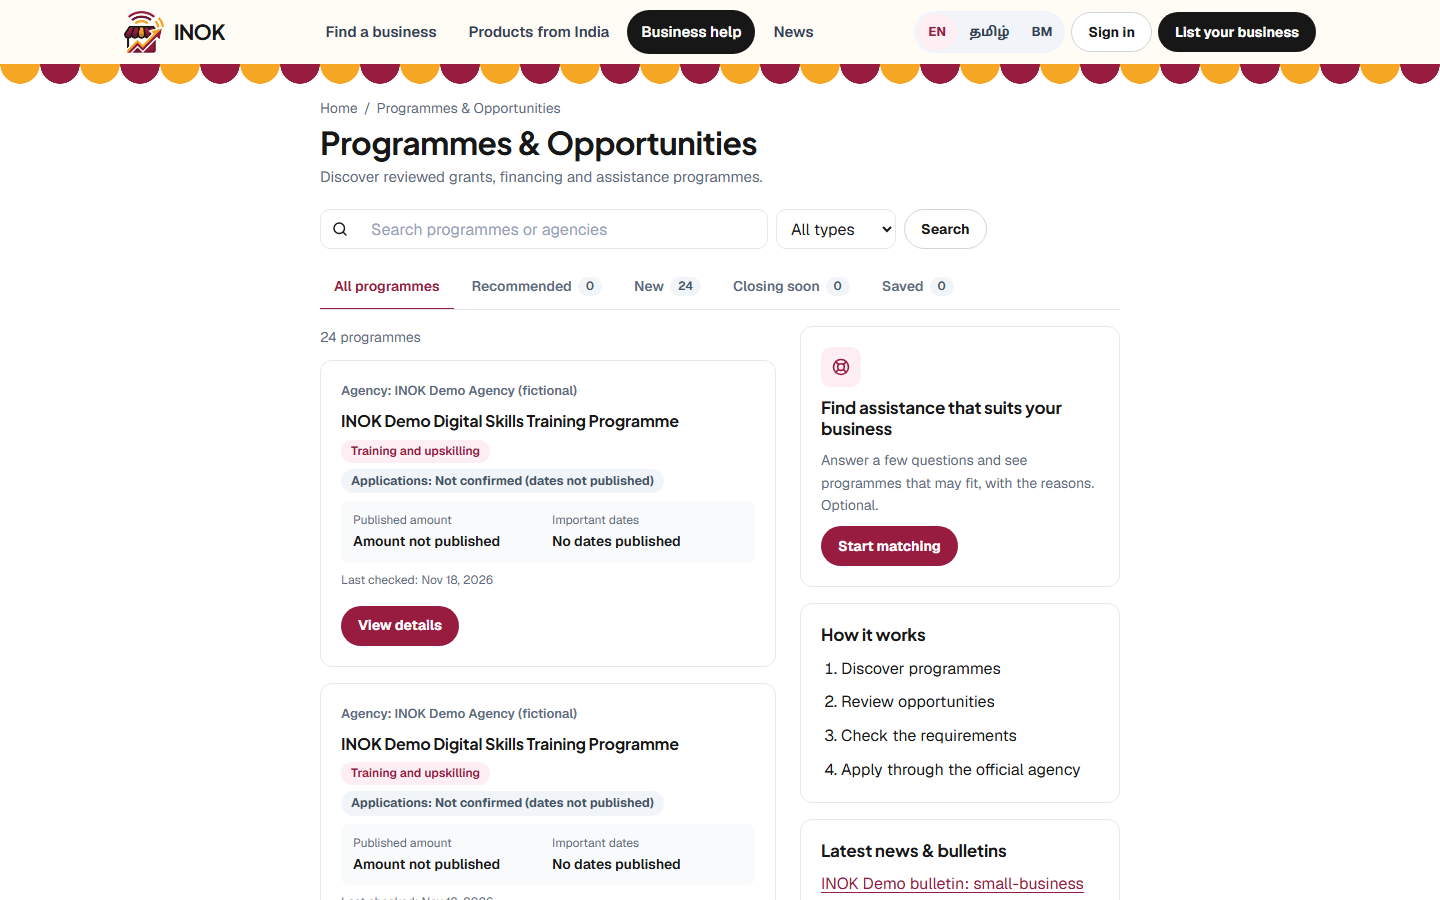 INOK
Find a business
Products from India
Business help
News
EN
தமிழ்
BM
Sign in
List your business
Home / Programmes & Opportunities
Programmes & Opportunities
Discover reviewed grants, financing and assistance programmes.
Search programmes or agencies
All types
Search
All programmes
Recommended 0
New 24
Closing soon 0
Saved 0
24 programmes
Agency: INOK Demo Agency (fictional)
INOK Demo Digital Skills Training Programme
Training and upskilling
Applications: Not confirmed (dates not published)
Published amount
Amount not published
Important dates
No dates published
Last checked: Nov 18, 2026
View details
Agency: INOK Demo Agency (fictional)
INOK Demo Digital Skills Training Programme
Training and upskilling
Applications: Not confirmed (dates not published)
Published amount
Amount not published
Important dates
No dates published
Find assistance that suits your
business
Answer a few questions and see
programmes that may fit, with the reasons.
Optional.
Start matching
How it works
1. Discover programmes
2. Review opportunities
3. Check the requirements
4. Apply through the official agency
Latest news & bulletins
INOK Demo bulletin: small-business